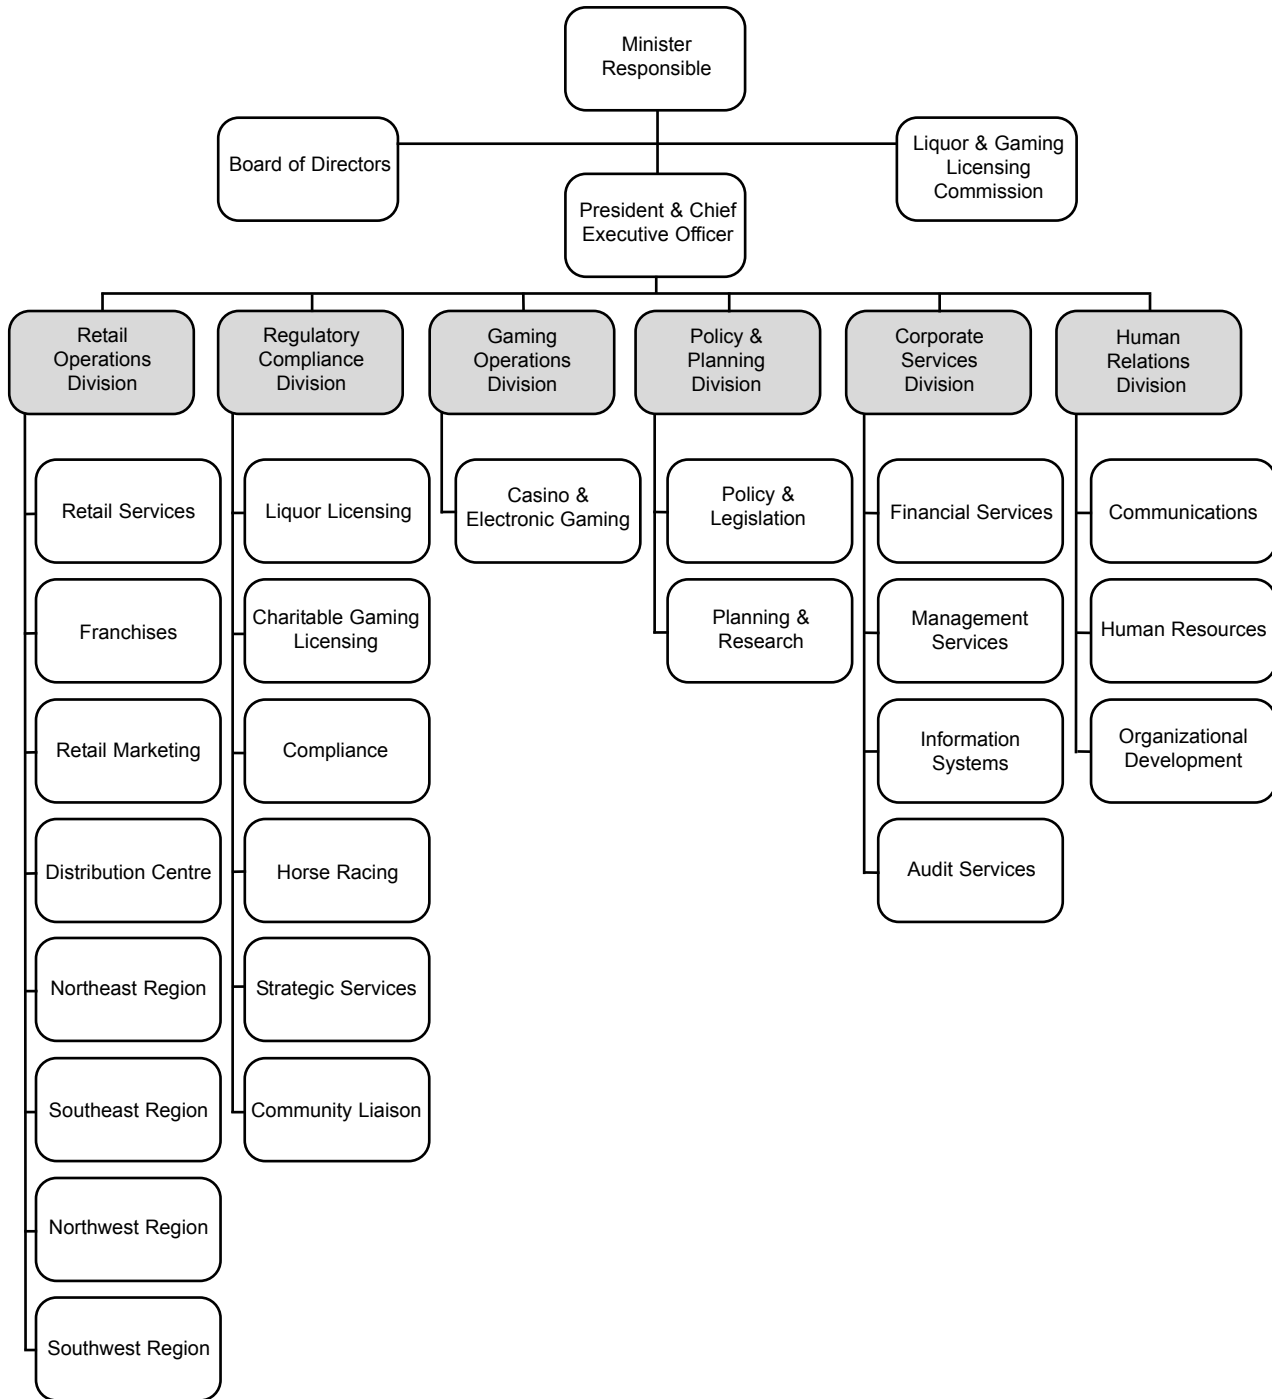 Minister
Responsible
Board of Directors
Liquor & Gaming
Licensing
Commission
President & Chief
Executive Officer
Retail
Operations
Division
Regulatory
Compliance
Division
Gaming
Operations
Division
Policy &
Planning
Division
Corporate
Services
Division
Human
Relations
Division
Retail Services
Franchises
Retail Marketing
Distribution Centre
Northeast Region
Southeast Region
Northwest Region
Southwest Region
Liquor Licensing
Charitable Gaming
Licensing
Compliance
Horse Racing
Strategic Services
Community Liaison
Casino &
Electronic Gaming
Policy &
Legislation
Planning &
Research
Financial Services
Management
Services
Information
Systems
Audit Services
Communications
Human Resources
Organizational
Development